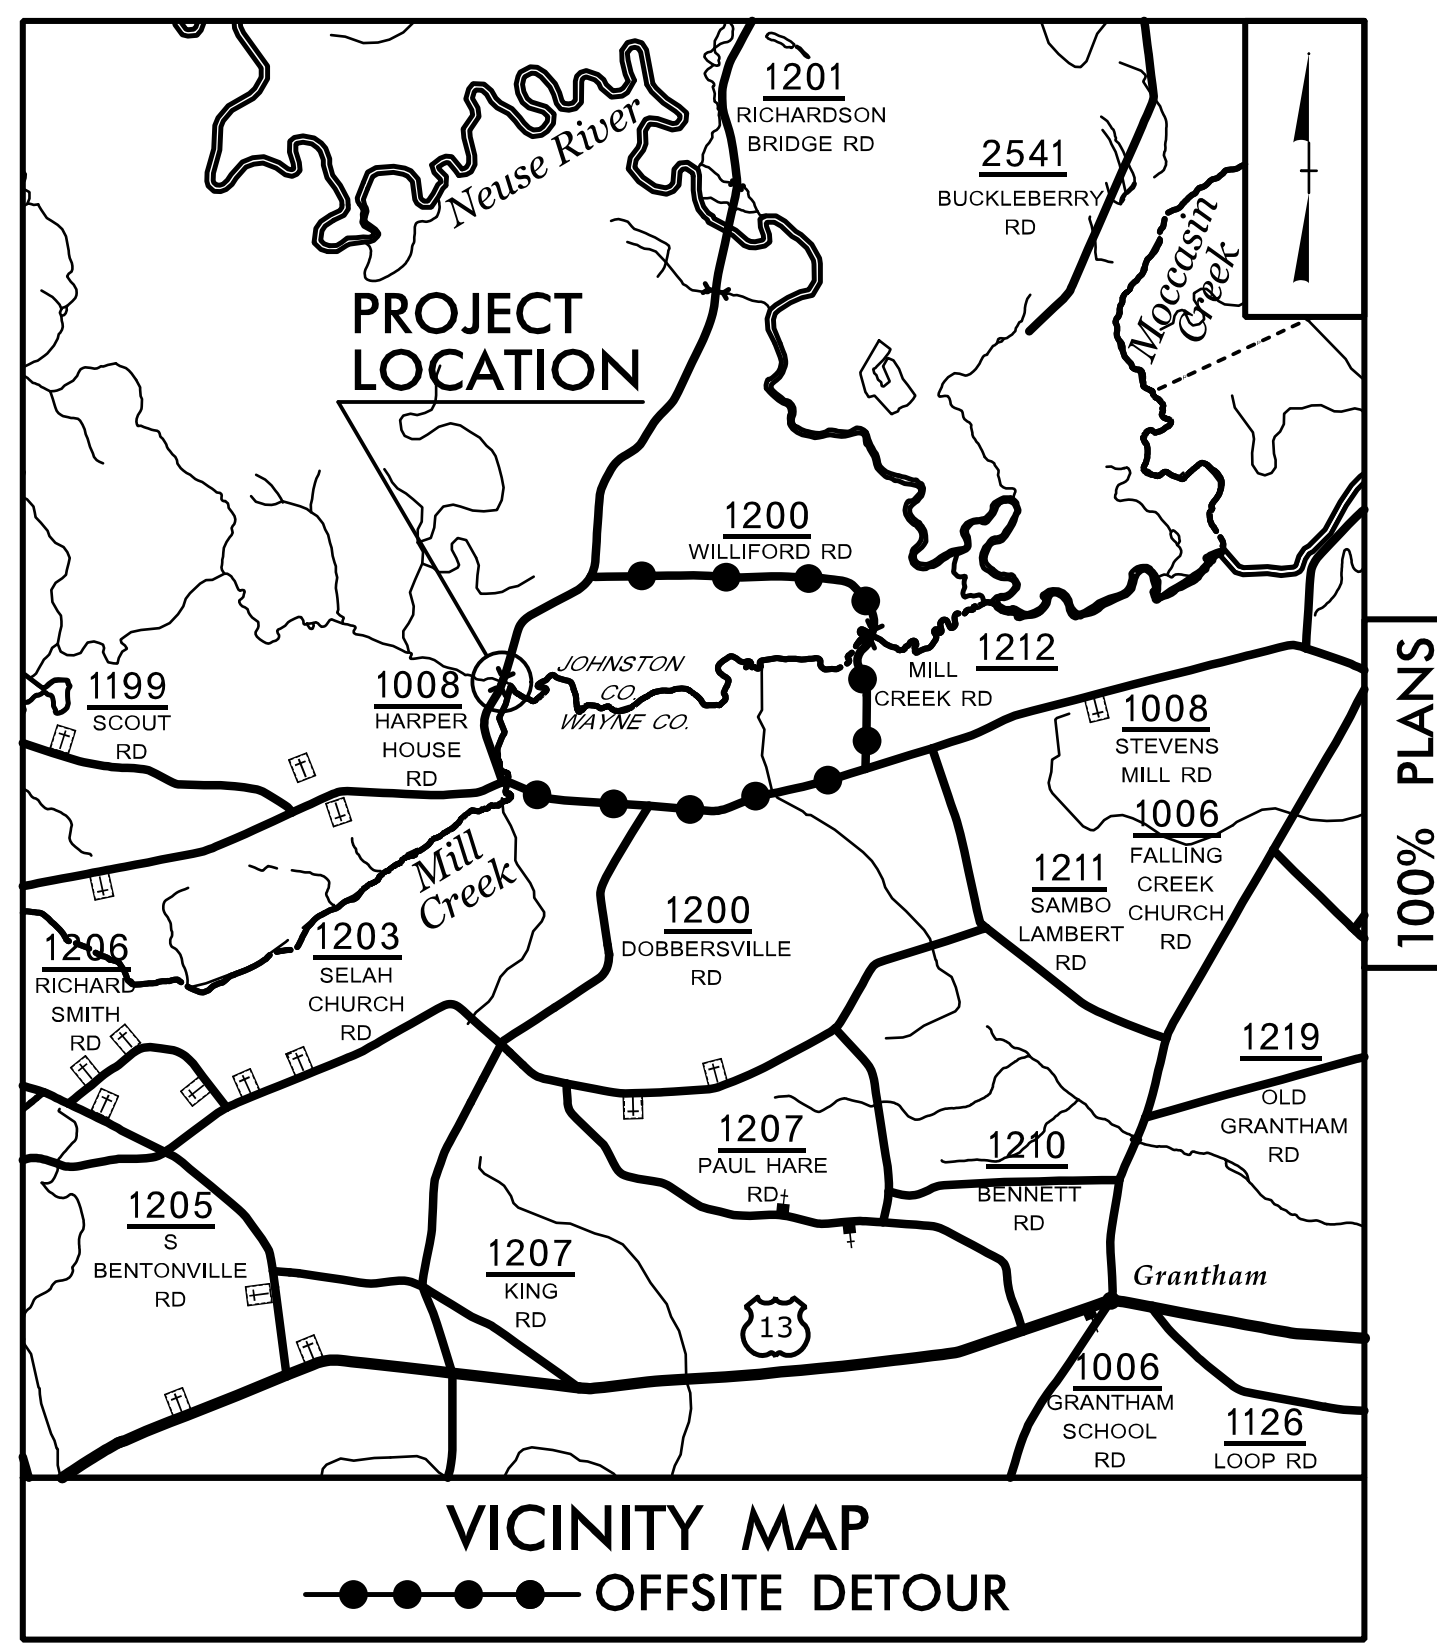 1201
RICHARDSON
BRIDGE RD
Neuse River
2541
BUCKLEBERRY
RD
Moccasin
Creek
PROJECT
LOCATION
1200
WILLIFORD RD
1212
MILL
CREEK RD
JOHNSTON
CO.
WAYNE CO.
1199
SCOUT
RD
1008
HARPER
HOUSE
RD
1008
STEVENS
MILL RD
1006
FALLING
CREEK
CHURCH
RD
1211
SAMBO
LAMBERT
RD
100% PLANS
Mill
Creek
1200
DOBBERSVILLE
RD
1203
SELAH
CHURCH
RD
1206
RICHARD
SMITH
RD
1219
OLD
GRANTHAM
RD
1207
PAUL HARE
RD
1210
BENNETT
RD
1205
S
BENTONVILLE
RD
1207
KING
RD
Grantham
13
1006
GRANTHAM
SCHOOL
RD
1126
LOOP RD
VICINITY MAP
OFFSITE DETOUR